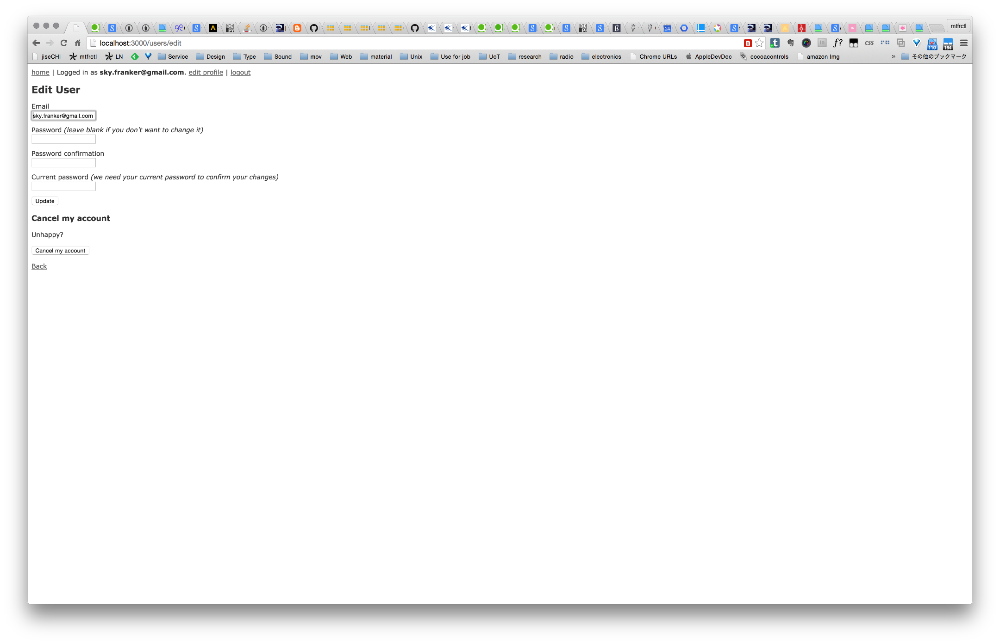 mtfrctl
localhost:3000/users/edit
f? css 110 164
jiseCHI mtfrctl LN Service Design Type Sound mov Web material Unix Use for job UoT research radio electronics Chrome URLs AppleDevDoc cocoacontrols amazon Img » その他のブックマーク
home | Logged in as sky.franker@gmail.com. edit profile | logout
Edit User
Email
sky.franker@gmail.com
Password (leave blank if you don't want to change it)
Password confirmation
Current password (we need your current password to confirm your changes)
Update
Cancel my account
Unhappy?
Cancel my account
Back